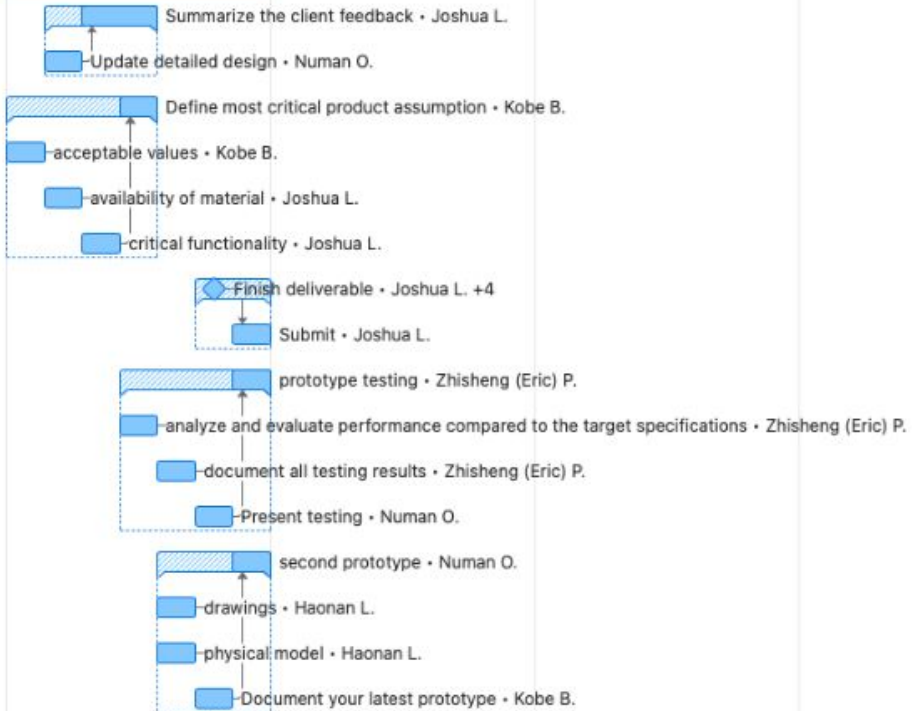 Summarize the client feedback • Joshua L.
Update detailed design • Numan O.
Define most critical product assumption • Kobe B.
acceptable values • Kobe B.
availability of material • Joshua L.
critical functionality • Joshua L.
Finish deliverable • Joshua L. +4
Submit • Joshua L.
prototype testing • Zhisheng (Eric) P.
analyze and evaluate performance compared to the target specifications • Zhisheng (Eric) P.
document all testing results • Zhisheng (Eric) P.
Present testing • Numan O.
second prototype • Numan O.
drawings • Haonan L.
physical model • Haonan L.
Document your latest prototype • Kobe B.